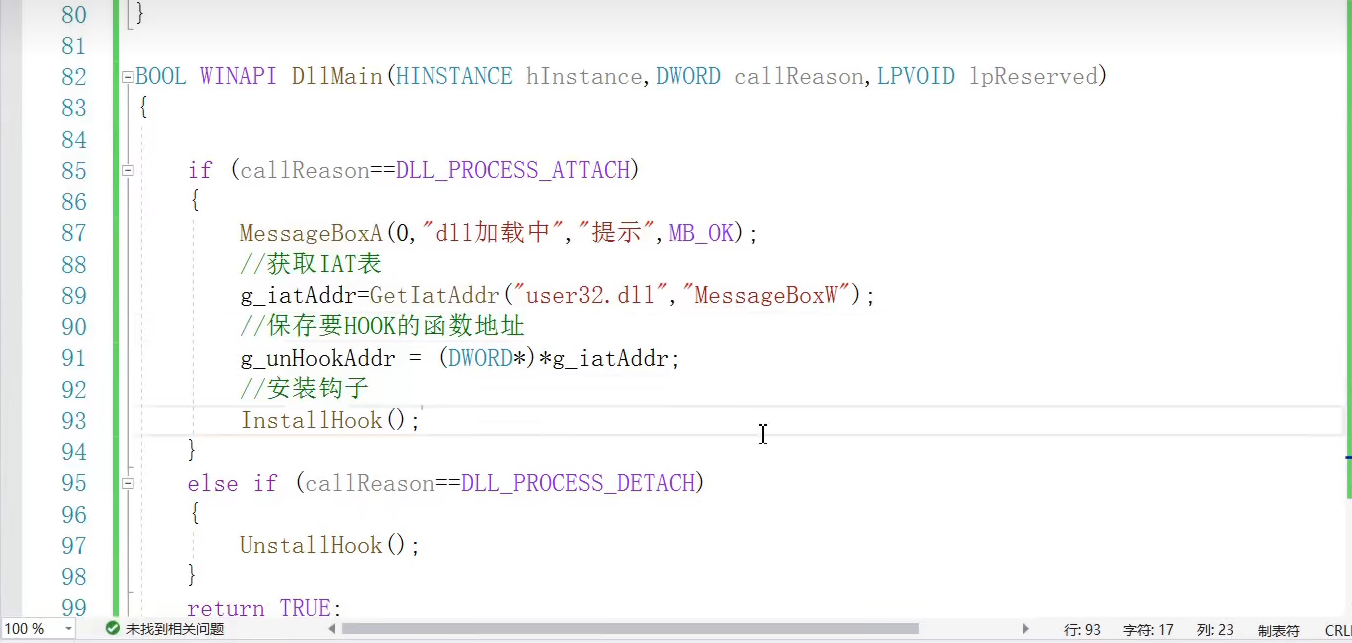 80 }
81
82 BOOL WINAPI DllMain(HINSTANCE hInstance,DWORD callReason,LPVOID lpReserved)
83 {
84
85 if (callReason==DLL_PROCESS_ATTACH)
86 {
87 MessageBoxA(0,"dll加载中","提示",MB_OK);
88 //获取IAT表
89 g_iatAddr=GetIatAddr("user32.dll","MessageBoxW");
90 //保存要HOOK的函数地址
91 g_unHookAddr = (DWORD*)*g_iatAddr;
92 //安装钩子
93 InstallHook();
94 }
95 else if (callReason==DLL_PROCESS_DETACH)
96 {
97 UnstallHook();
98 }
99 return TRUE;
100 % 未找到相关问题 行: 93 字符: 17 列: 23 制表符 CRL